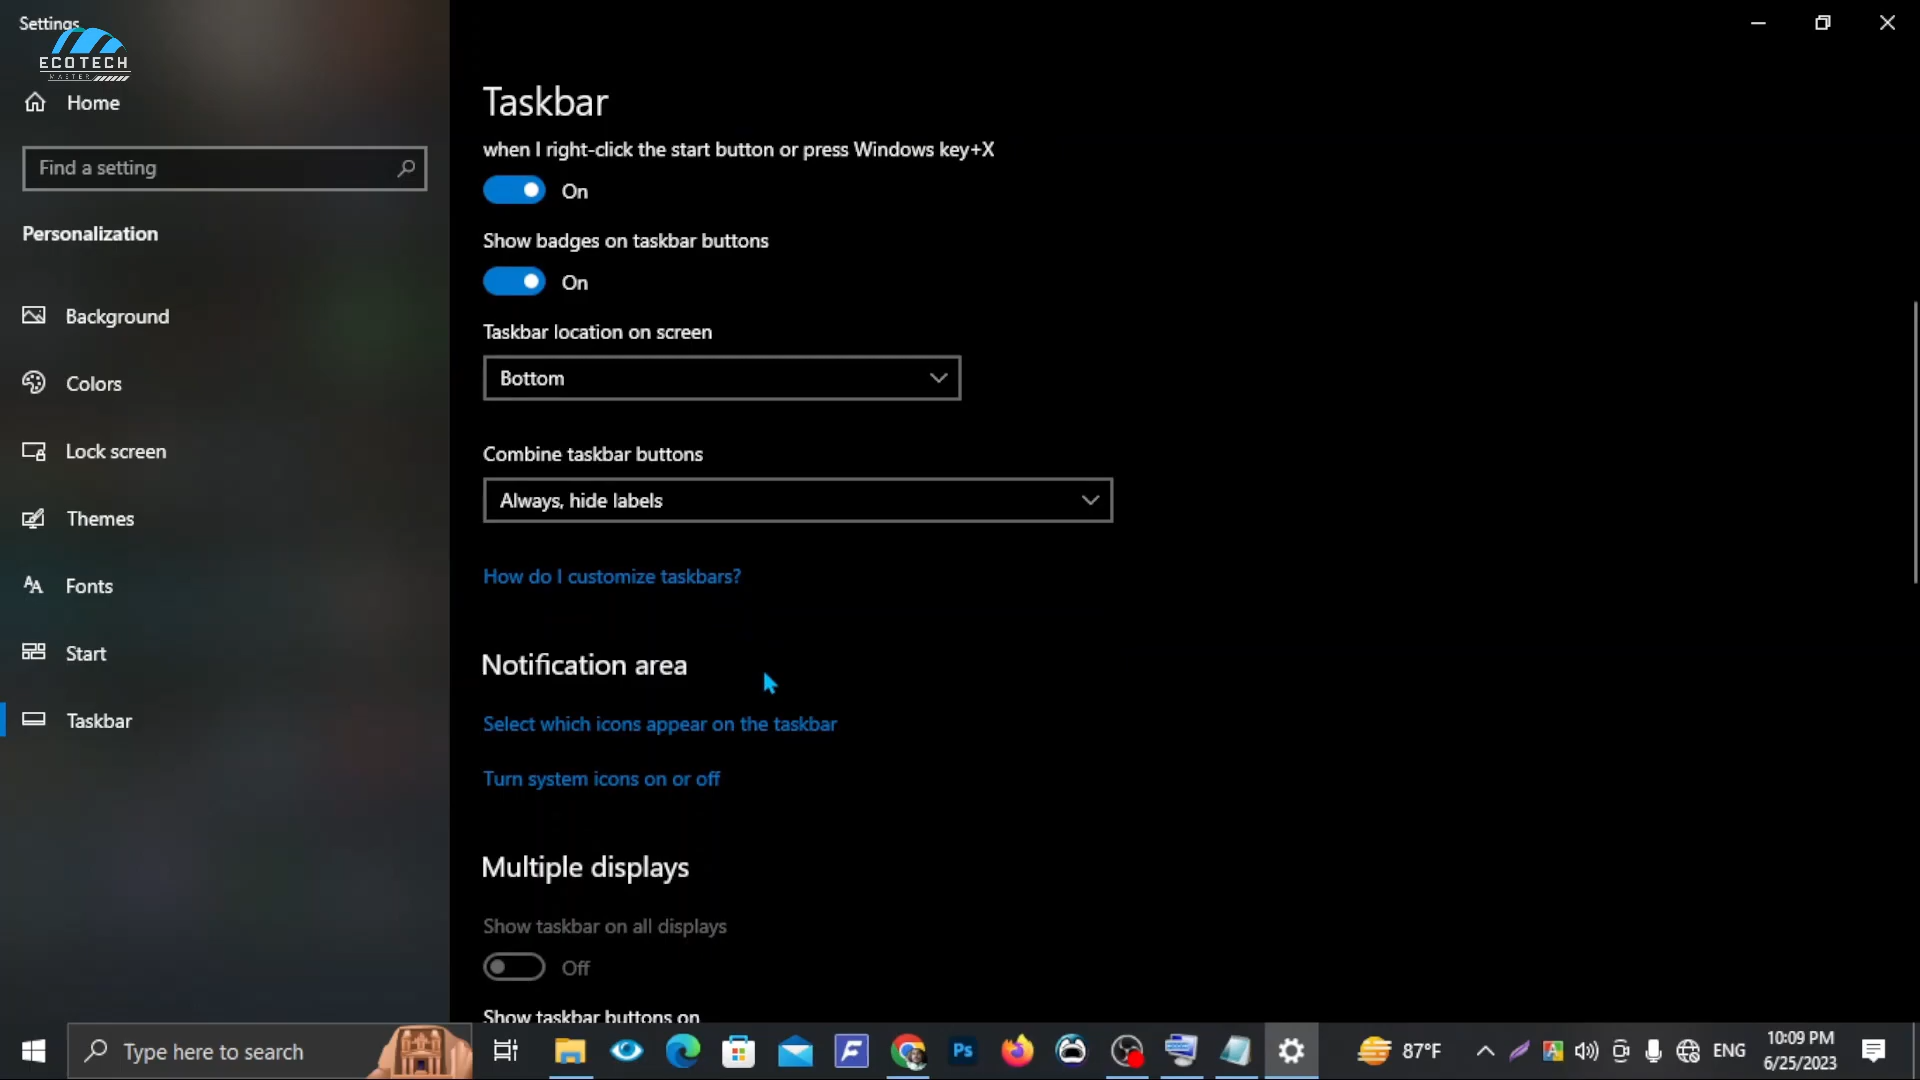 Settings
ECOTECH
MASTER
Home
Find a setting
Personalization
Background
Colors
Lock screen
Themes
Fonts
Start
Taskbar
Taskbar
when I right-click the start button or press Windows key+X
On
Show badges on taskbar buttons
On
Taskbar location on screen
Bottom
Combine taskbar buttons
Always, hide labels
How do I customize taskbars?
Notification area
Select which icons appear on the taskbar
Turn system icons on or off
Multiple displays
Show taskbar on all displays
Off
Show taskbar buttons on
Type here to search
F
Ps
87°F
A
ENG
10:09 PM
6/25/2023